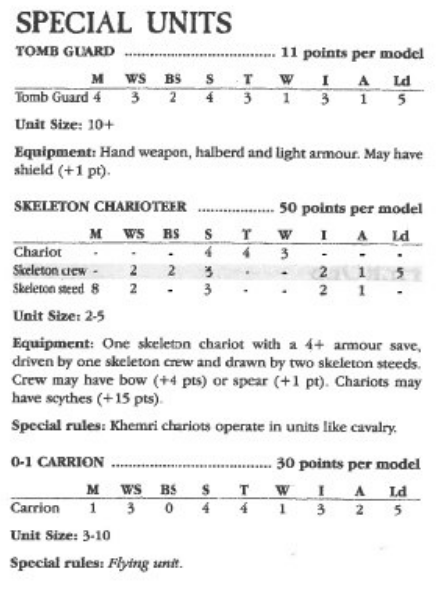 SPECIAL UNITS
TOMB GUARD .................................... 11 points per model
M WS BS S T W I A Ld
Tomb Guard 4 3 2 4 3 1 3 1 5
Unit Size: 10+
Equipment: Hand weapon, halberd and light armour. May have
shield (+1 pt).
SKELETON CHARIOTEER .................. 50 points per model
M WS BS S T W I A Ld
Chariot - - - 4 4 3 - - -
Skeleton crew - 2 2 3 - - 2 1 5
Skeleton steed 8 2 - 3 - - 2 1 -
Unit Size: 2-5
Equipment: One skeleton chariot with a 4+ armour save,
driven by one skeleton crew and drawn by two skeleton steeds.
Crew may have bow (+4 pts) or spear (+1 pt). Chariots may
have scythes (+15 pts).
Special rules: Khemri chariots operate in units like cavalry.
0-1 CARRION ...................................... 30 points per model
M WS BS S T W I A Ld
Carrion 1 3 0 4 4 1 3 2 5
Unit Size: 3-10
Special rules: Flying unit.